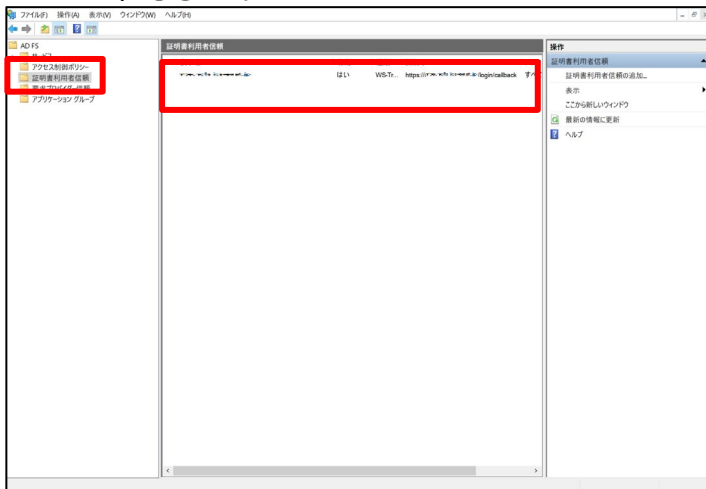 ファイル(F) 操作(A) 表示(V) ウィンドウ(W) ヘルプ(H)
AD FS
アクセス制御ポリシー
証明書利用者信頼
アプリケーション グループ
証明書利用者信頼
はい WS-Tr... https:// /login/callback すべて
操作
証明書利用者信頼
証明書利用者信頼の追加...
表示
ここから新しいウィンドウ
最新の情報に更新
ヘルプ